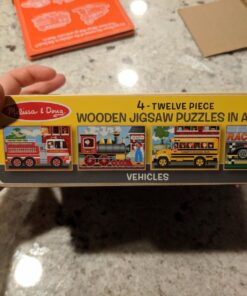 Melissa & Doug
4 - TWELVE PIECE
WOODEN JIGSAW PUZZLES IN A
VEHICLES